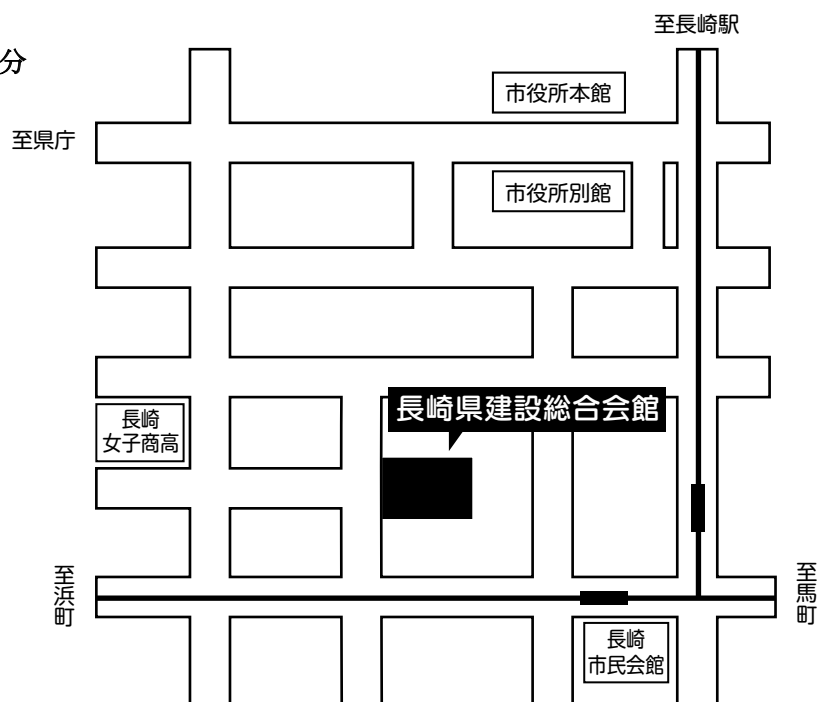 至長崎駅
分
市役所本館
至県庁
市役所別館
長崎県建設総合会館
長崎
女子商高
至浜町
至馬町
長崎
市民会館